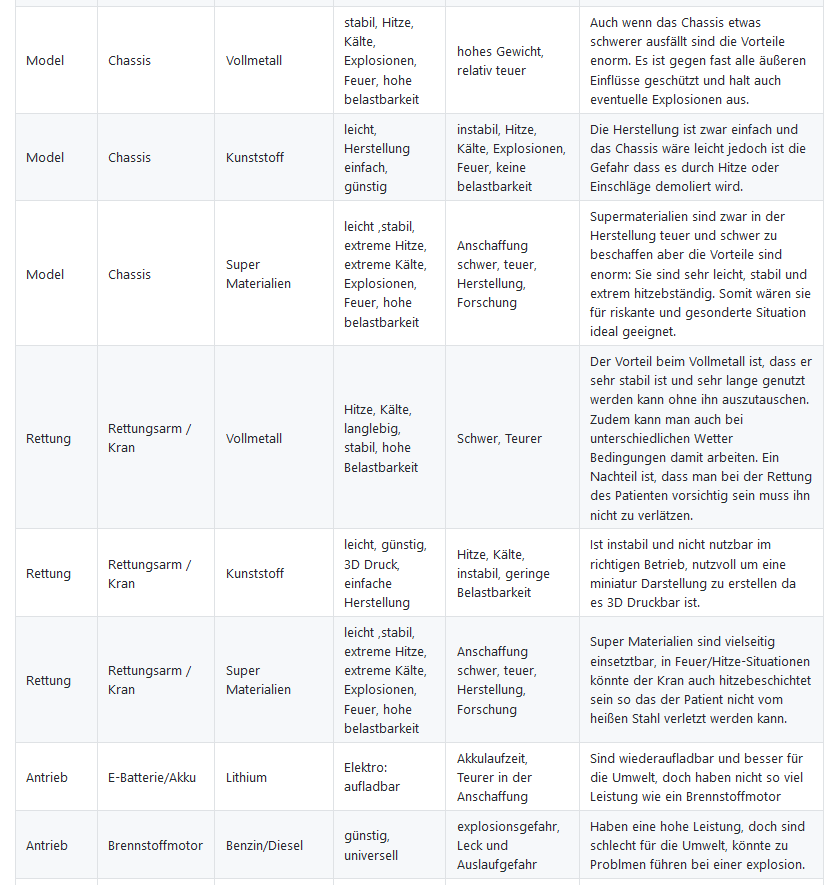 Model
Chassis
Vollmetall
stabil, Hitze,
Kälte,
Explosionen,
Feuer, hohe
belastbarkeit
hohes Gewicht,
relativ teuer
Auch wenn das Chassis etwas
schwerer ausfällt sind die Vorteile
enorm. Es ist gegen fast alle äußeren
Einflüsse geschützt und halt auch
eventuelle Explosionen aus.
Model
Chassis
Kunststoff
leicht,
Herstellung
einfach,
günstig
instabil, Hitze,
Kälte, Explosionen,
Feuer, keine
belastbarkeit
Die Herstellung ist zwar einfach und
das Chassis wäre leicht jedoch ist die
Gefahr dass es durch Hitze oder
Einschläge demoliert wird.
Model
Chassis
Super
Materialien
leicht ,stabil,
extreme Hitze,
extreme Kälte,
Explosionen,
Feuer, hohe
belastbarkeit
Anschaffung
schwer, teuer,
Herstellung,
Forschung
Supermaterialien sind zwar in der
Herstellung teuer und schwer zu
beschaffen aber die Vorteile sind
enorm: Sie sind sehr leicht, stabil und
extrem hitzebständig. Somit wären sie
für riskante und gesonderte Situation
ideal geeignet.
Rettung
Rettungsarm /
Kran
Vollmetall
Hitze, Kälte,
langlebig,
stabil, hohe
Belastbarkeit
Schwer, Teurer
Der Vorteil beim Vollmetall ist, dass er
sehr stabil ist und sehr lange genutzt
werden kann ohne ihn auszutauschen.
Zudem kann man auch bei
unterschiedlichen Wetter
Bedingungen damit arbeiten. Ein
Nachteil ist, dass man bei der Rettung
des Patienten vorsichtig sein muss ihn
nicht zu verlätzen.
Rettung
Rettungsarm /
Kran
Kunststoff
leicht, günstig,
3D Druck,
einfache
Herstellung
Hitze, Kälte,
instabil, geringe
Belastbarkeit
Ist instabil und nicht nutzbar im
richtigen Betrieb, nutzvoll um eine
miniatur Darstellung zu erstellen da
es 3D Druckbar ist.
Rettung
Rettungsarm /
Kran
Super
Materialien
leicht ,stabil,
extreme Hitze,
extreme Kälte,
Explosionen,
Feuer, hohe
belastbarkeit
Anschaffung
schwer, teuer,
Herstellung,
Forschung
Super Materialien sind vielseitig
einsetztbar, in Feuer/Hitze-Situationen
könnte der Kran auch hitzebeschichtet
sein so das der Patient nicht vom
heißen Stahl verletzt werden kann.
Antrieb
E-Batterie/Akku
Lithium
Elektro:
aufladbar
Akkulaufzeit,
Teurer in der
Anschaffung
Sind wiederaufladbar und besser für
die Umwelt, doch haben nicht so viel
Leistung wie ein Brennstoffmotor
Antrieb
Brennstoffmotor
Benzin/Diesel
günstig,
universell
explosionsgefahr,
Leck und
Auslaufgefahr
Haben eine hohe Leistung, doch sind
schlecht für die Umwelt, könnte zu
Problmen führen bei einer explosion.